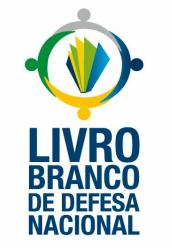 LIVRO
BRANCO
DE DEFESA
NACIONAL